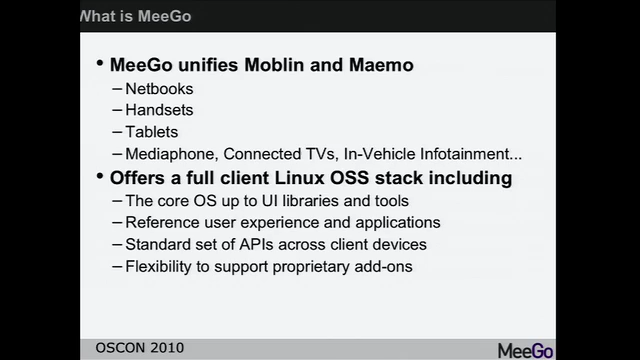 What is MeeGo
• MeeGo unifies Moblin and Maemo
– Netbooks
– Handsets
– Tablets
– Mediaphone, Connected TVs, In-Vehicle Infotainment...
• Offers a full client Linux OSS stack including
– The core OS up to UI libraries and tools
– Reference user experience and applications
– Standard set of APIs across client devices
– Flexibility to support proprietary add-ons
OSCON 2010
MeeGo